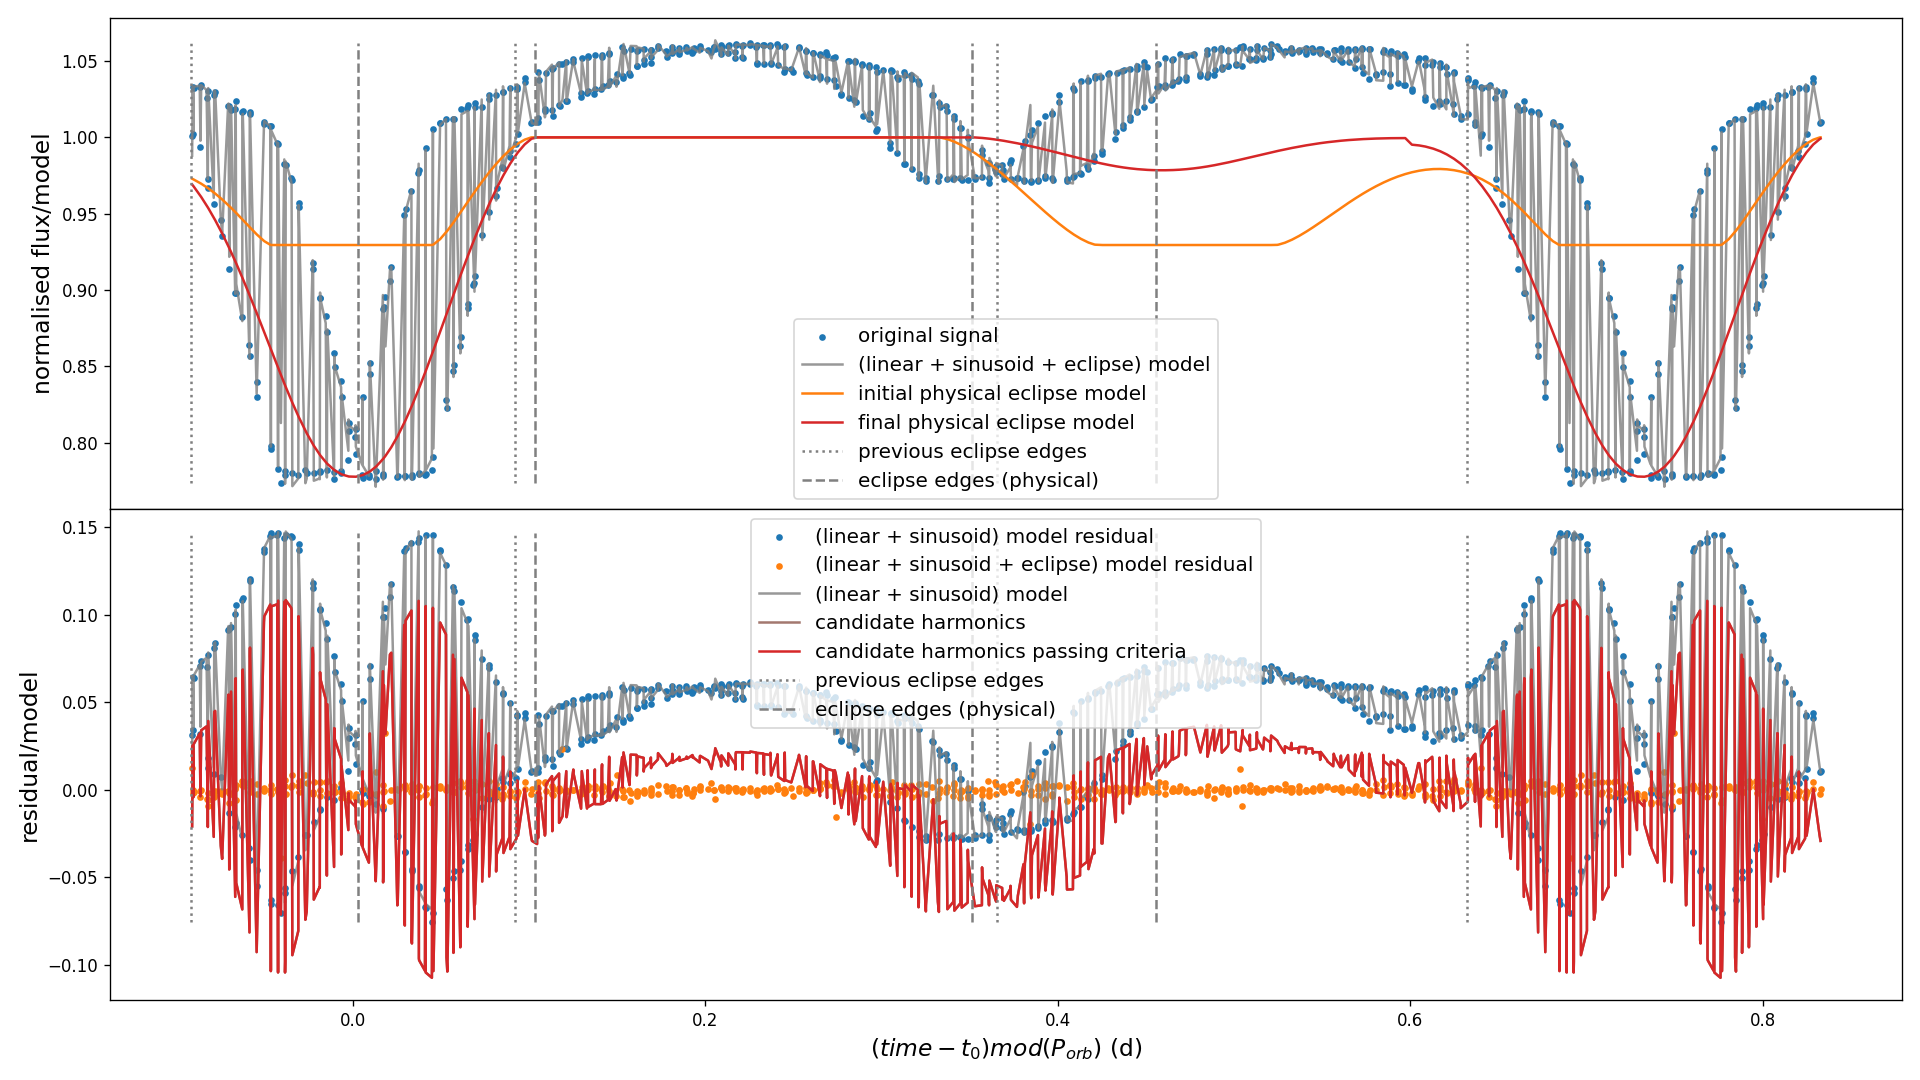 normalised flux/model
1.05
1.00
0.95
0.90
0.85
0.80
original signal
(linear + sinusoid + eclipse) model
initial physical eclipse model
final physical eclipse model
previous eclipse edges
eclipse edges (physical)
residual/model
0.15
0.10
0.05
0.00
−0.05
−0.10
(linear + sinusoid) model residual
(linear + sinusoid + eclipse) model residual
(linear + sinusoid) model
candidate harmonics
candidate harmonics passing criteria
previous eclipse edges
eclipse edges (physical)
0.0 0.2 0.4 0.6 0.8
(time − t₀)mod(Pₒᵣb) (d)